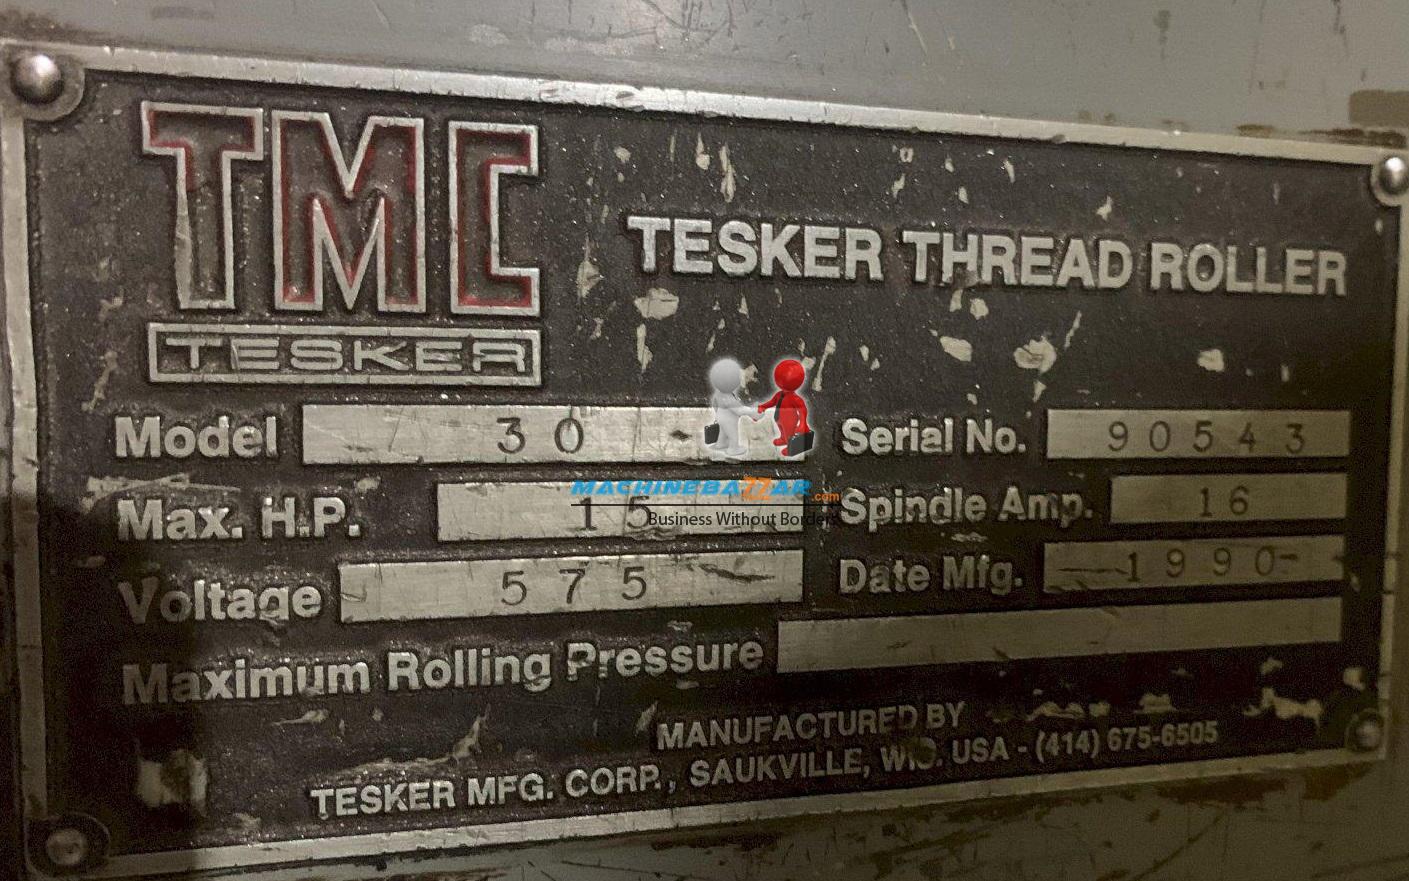 TMC
TESKER
TESKER THREAD ROLLER
Model 30 Serial No. 90543
Max. H.P. 15 Spindle Amp. 16
MACHINEBAZZAR.com
Business Without Borders
Voltage 575 Date Mfg. 1990
Maximum Rolling Pressure
MANUFACTURED BY
TESKER MFG. CORP., SAUKVILLE, WIS. USA - (414) 675-6505